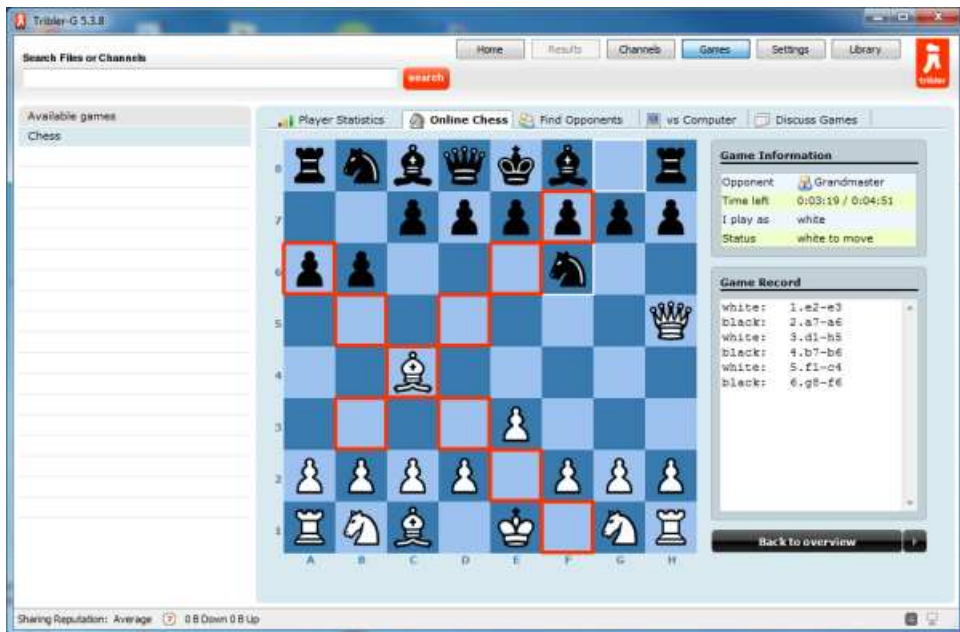 Tribler-G 5.3.8
Home Results Channels Games Settings Library
Search Files or Channels
search
tribler
Available games
Chess
Player Statistics Online Chess Find Opponents vs Computer Discuss Games
8
7
6
5
4
3
2
1
A B C D E F G H
Game Information
Opponent Grandmaster
Time left 0:03:19 / 0:04:51
I play as white
Status white to move
Game Record
white: 1.e2-e3
black: 2.a7-a6
white: 3.d1-h5
black: 4.b7-b6
white: 5.f1-c4
black: 6.g8-f6
Back to overview
Sharing Reputation: Average ? 0 B Down 0 B Up